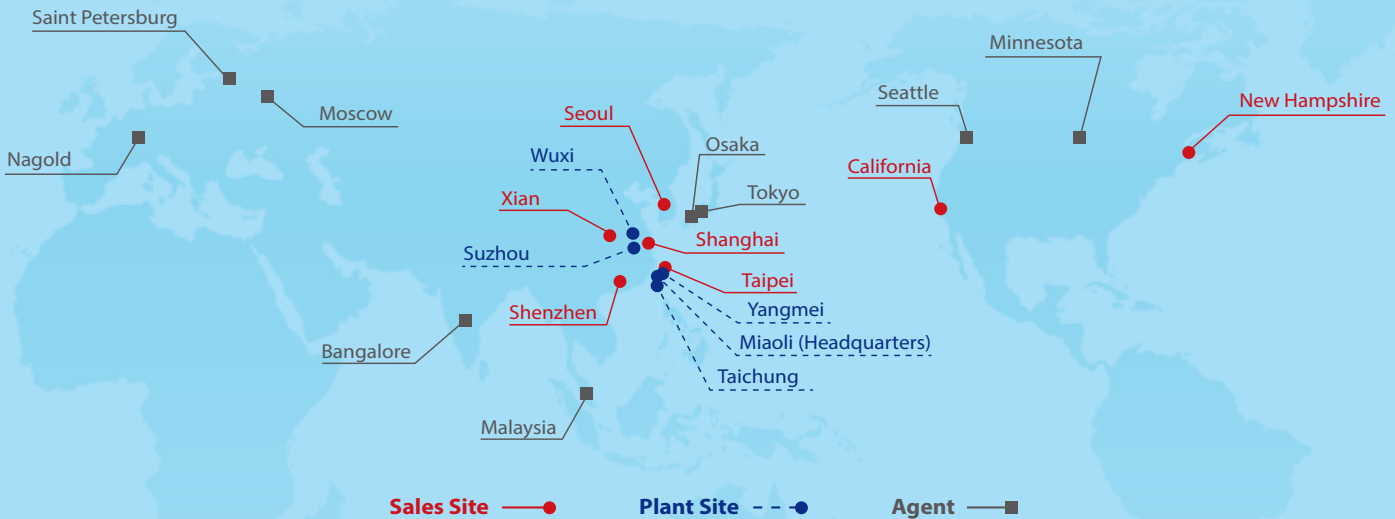 Saint Petersburg
Minnesota
Seattle
New Hampshire
Moscow
Seoul
Osaka
Wuxi
Nagold
California
Tokyo
Xian
Shanghai
Suzhou
Taipei
Shenzhen
Yangmei
Bangalore
Miaoli (Headquarters)
Taichung
Malaysia
Sales Site
Plant Site
Agent